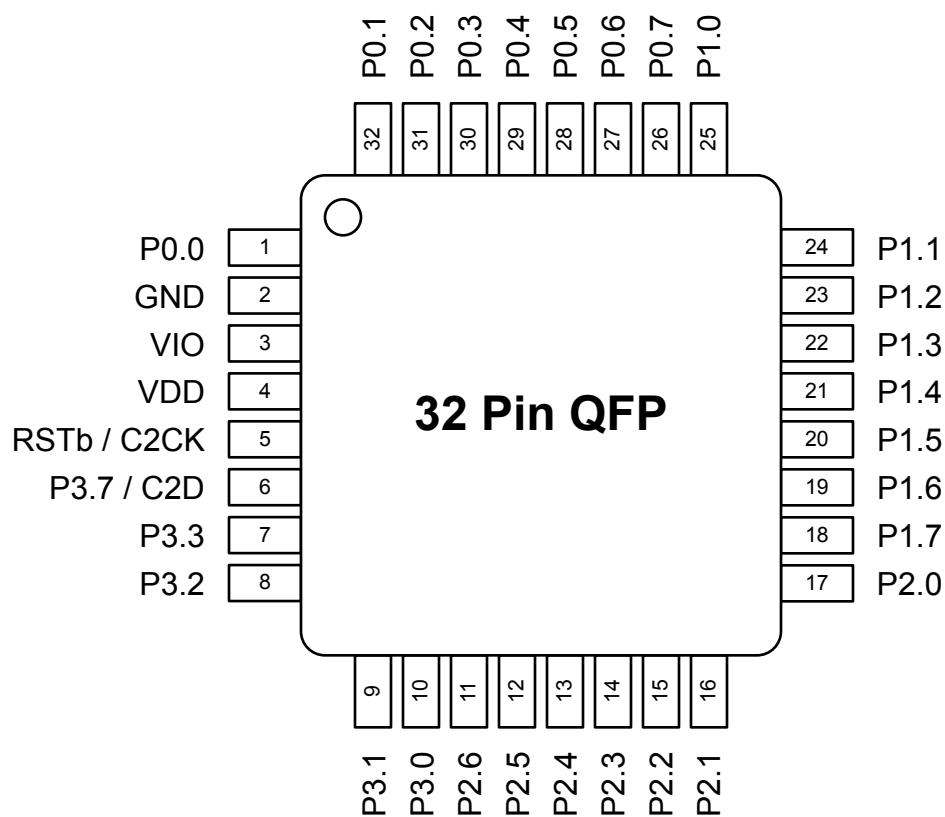 P0.1 P0.2 P0.3 P0.4 P0.5 P0.6 P0.7 P1.0
32 31 30 29 28 27 26 25
P0.0 1 24 P1.1
GND 2 23 P1.2
VIO 3 22 P1.3
VDD 4 21 P1.4
32 Pin QFP
RSTb / C2CK 5 20 P1.5
P3.7 / C2D 6 19 P1.6
P3.3 7 18 P1.7
P3.2 8 17 P2.0
9 10 11 12 13 14 15 16
P3.1 P3.0 P2.6 P2.5 P2.4 P2.3 P2.2 P2.1